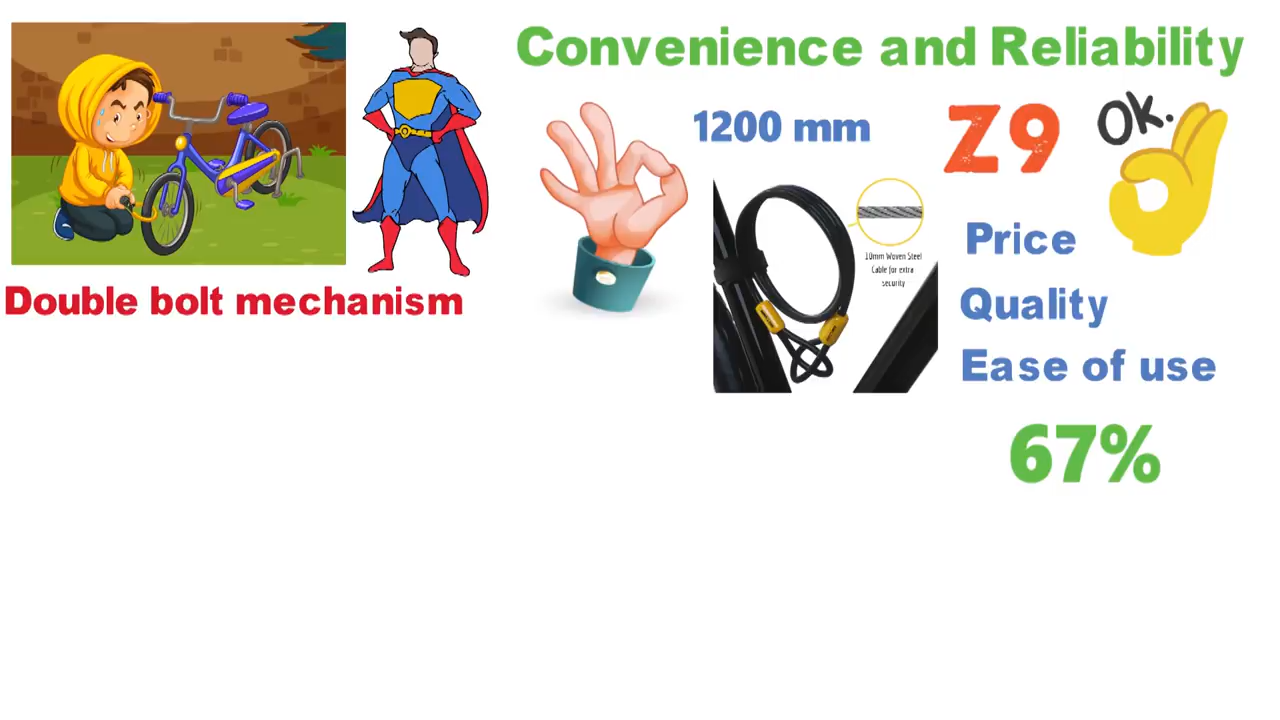 Convenience and Reliability
1200 mm
Z9
OK.
10mm Woven Steel
Cable for extra
security
Price
Quality
Ease of use
67%
Double bolt mechanism